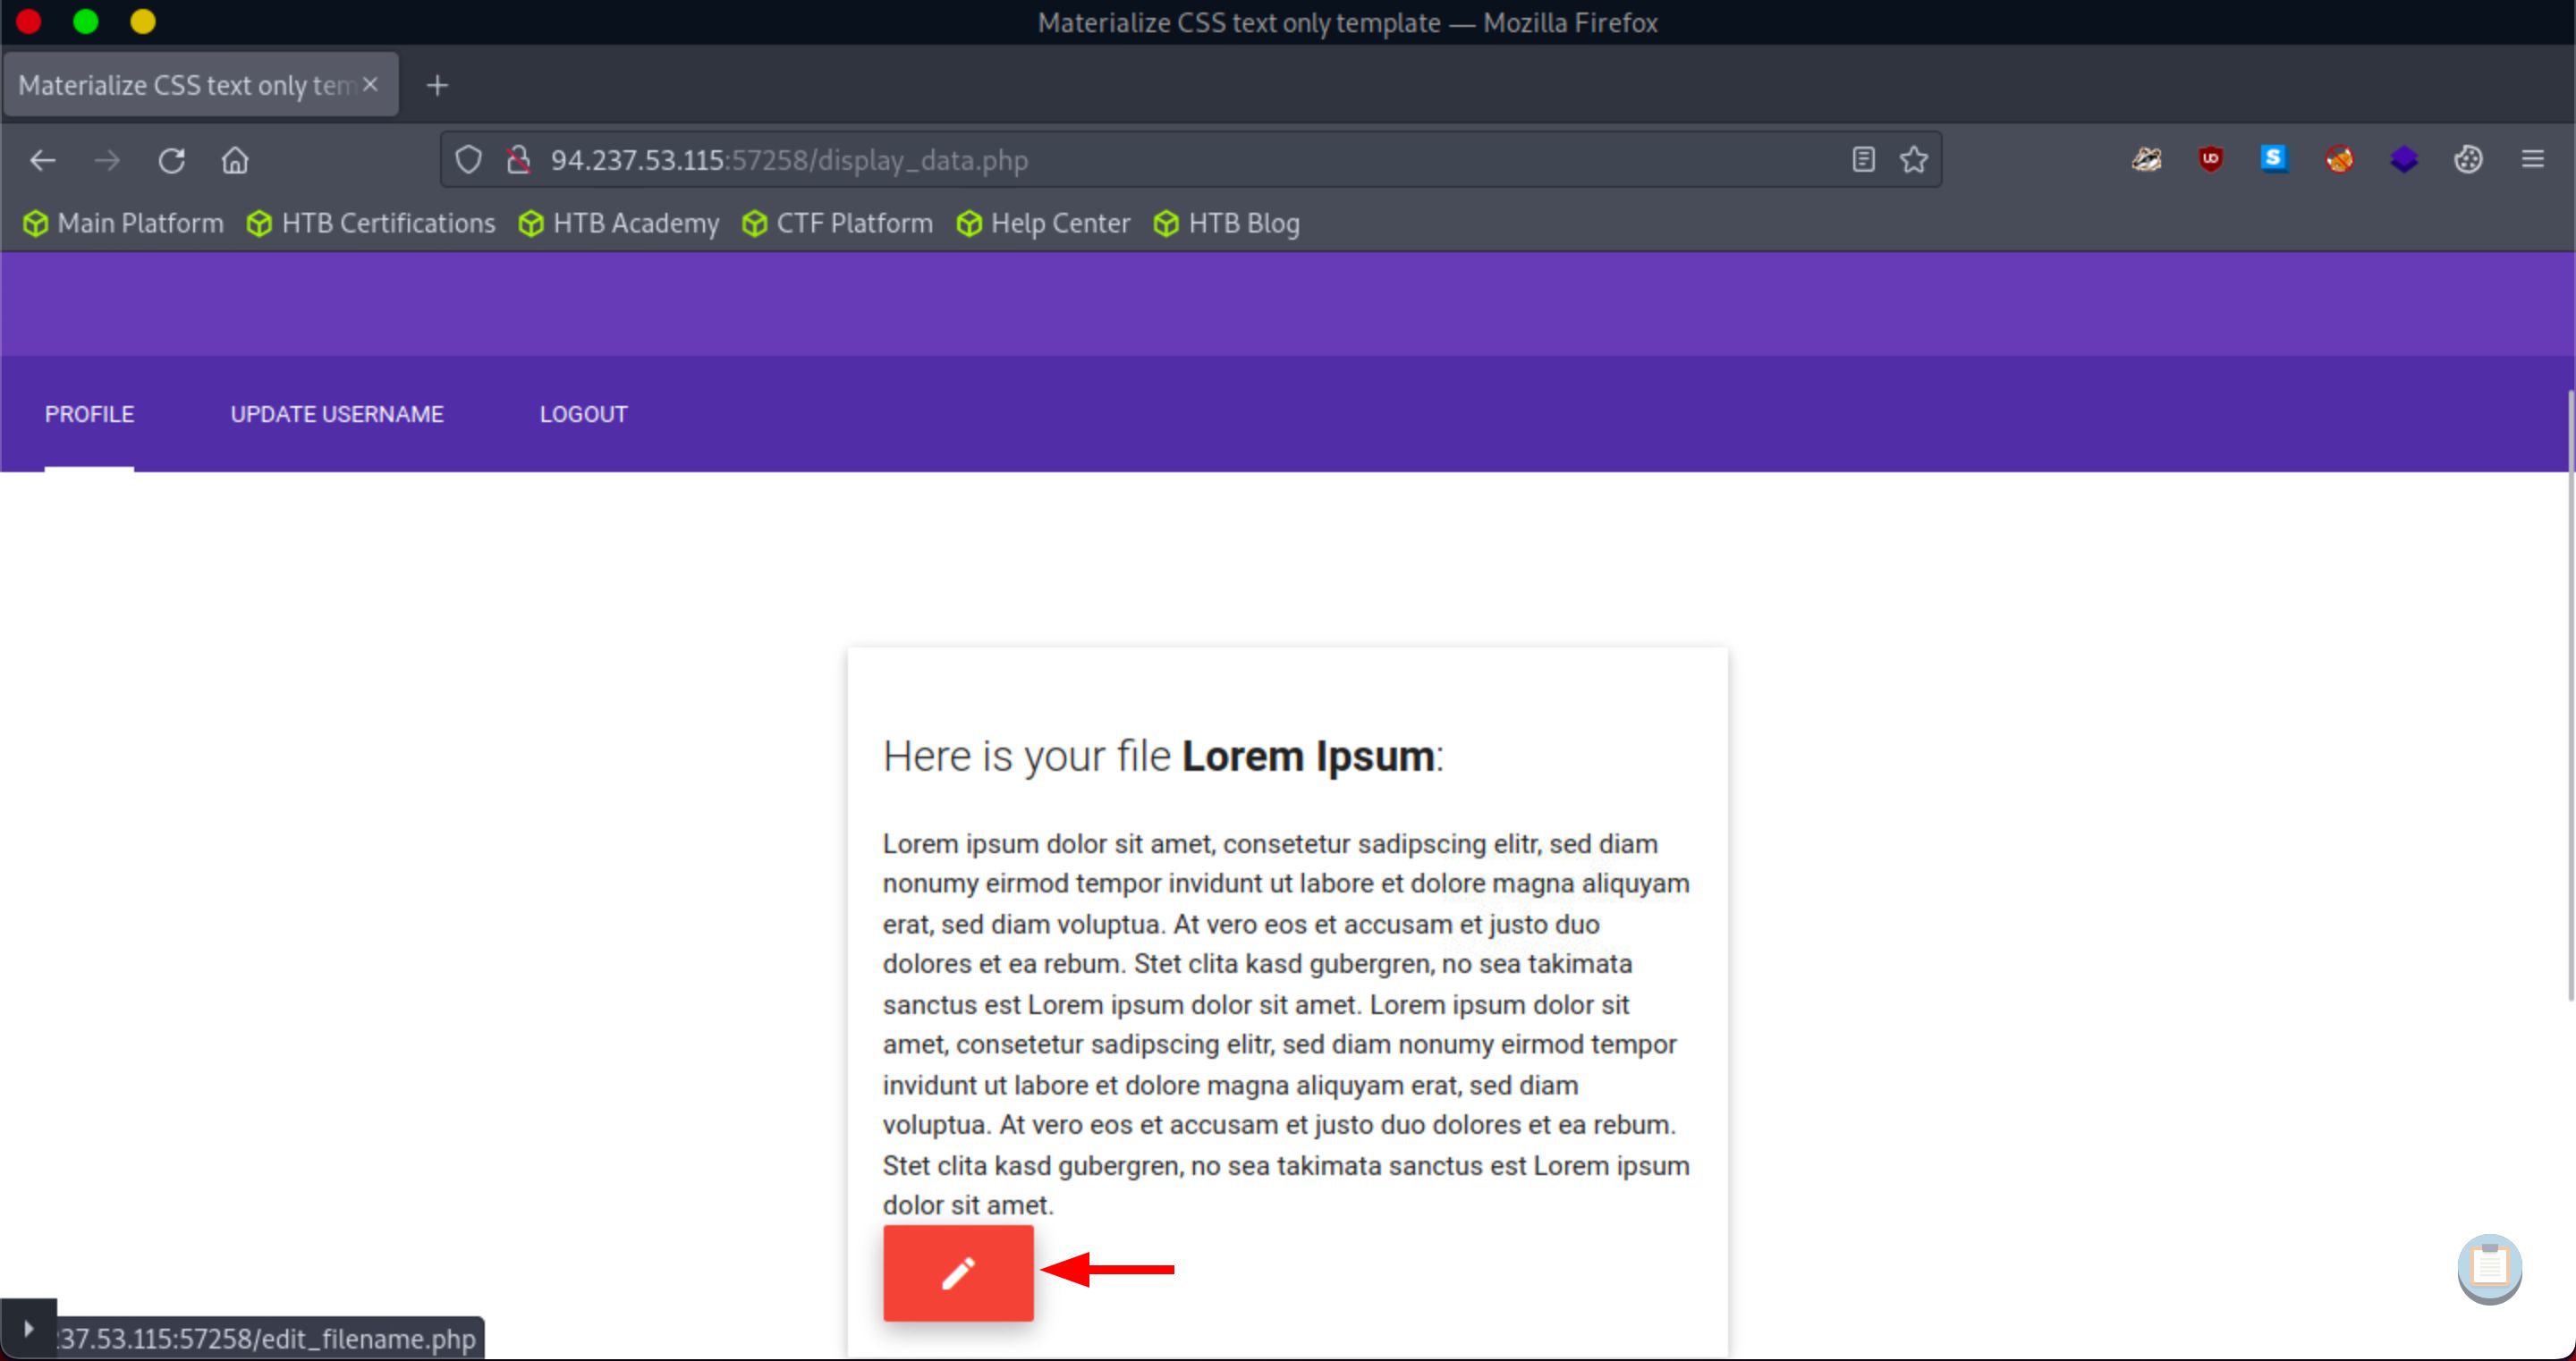 Materialize CSS text only template — Mozilla Firefox
Materialize CSS text only tem
94.237.53.115:57258/display_data.php
Main Platform HTB Certifications HTB Academy CTF Platform Help Center HTB Blog
PROFILE UPDATE USERNAME LOGOUT
Here is your file Lorem Ipsum:
Lorem ipsum dolor sit amet, consetetur sadipscing elitr, sed diam
nonumy eirmod tempor invidunt ut labore et dolore magna aliquyam
erat, sed diam voluptua. At vero eos et accusam et justo duo
dolores et ea rebum. Stet clita kasd gubergren, no sea takimata
sanctus est Lorem ipsum dolor sit amet. Lorem ipsum dolor sit
amet, consetetur sadipscing elitr, sed diam nonumy eirmod tempor
invidunt ut labore et dolore magna aliquyam erat, sed diam
voluptua. At vero eos et accusam et justo duo dolores et ea rebum.
Stet clita kasd gubergren, no sea takimata sanctus est Lorem ipsum
dolor sit amet.
37.53.115:57258/edit_filename.php